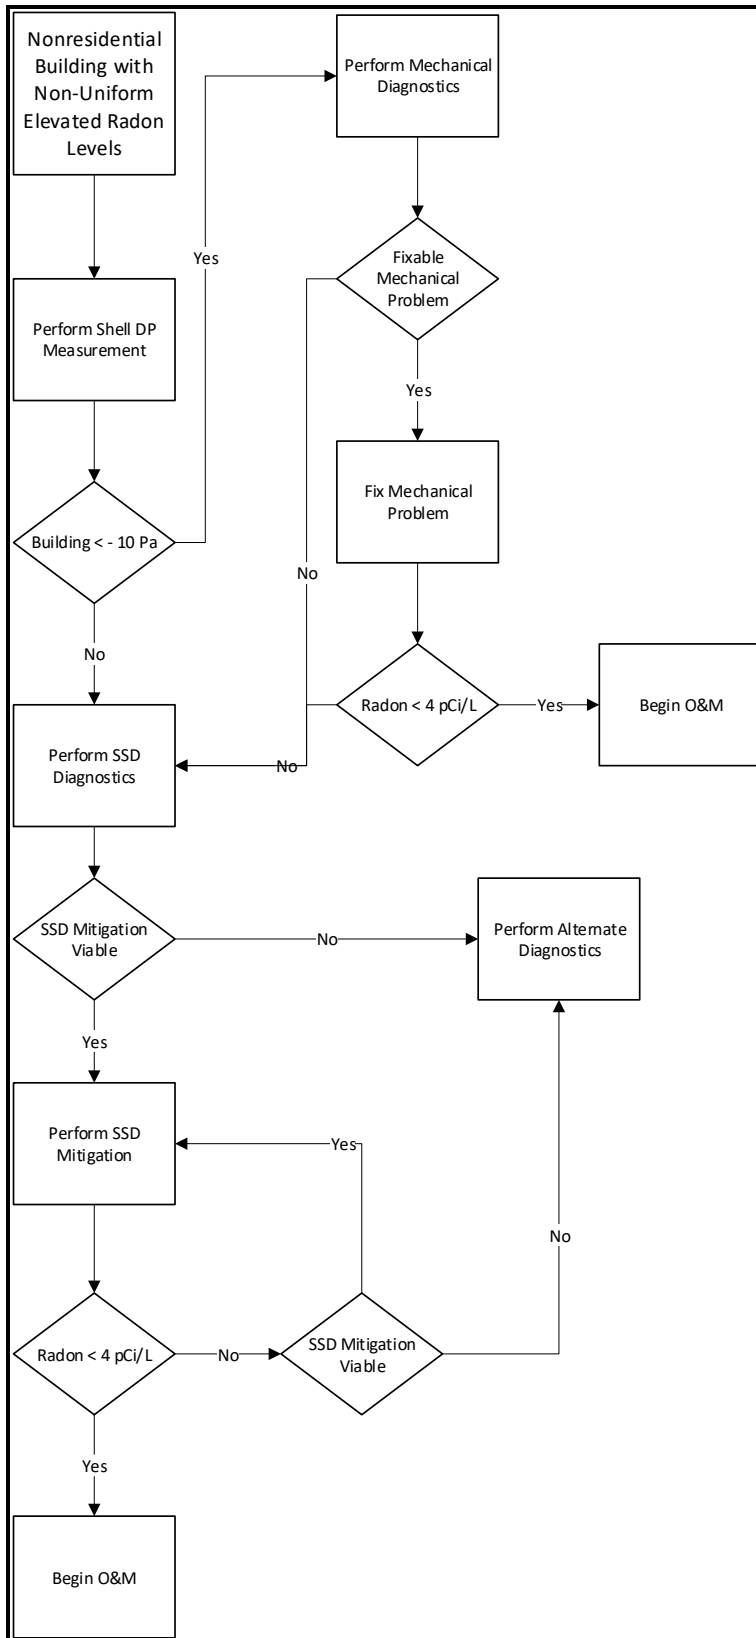 Nonresidential
Building with
Non-Uniform
Elevated Radon
Levels
Perform Mechanical
Diagnostics
Yes
Fixable
Mechanical
Problem
Perform Shell DP
Measurement
Yes
Fix Mechanical
Problem
Building < - 10 Pa
No
No
Radon < 4 pCi/L
Yes
Begin O&M
Perform SSD
Diagnostics
No
SSD Mitigation
Viable
No
Perform Alternate
Diagnostics
Yes
Perform SSD
Mitigation
Yes
No
Radon < 4 pCi/L
No
SSD Mitigation
Viable
Yes
Begin O&M